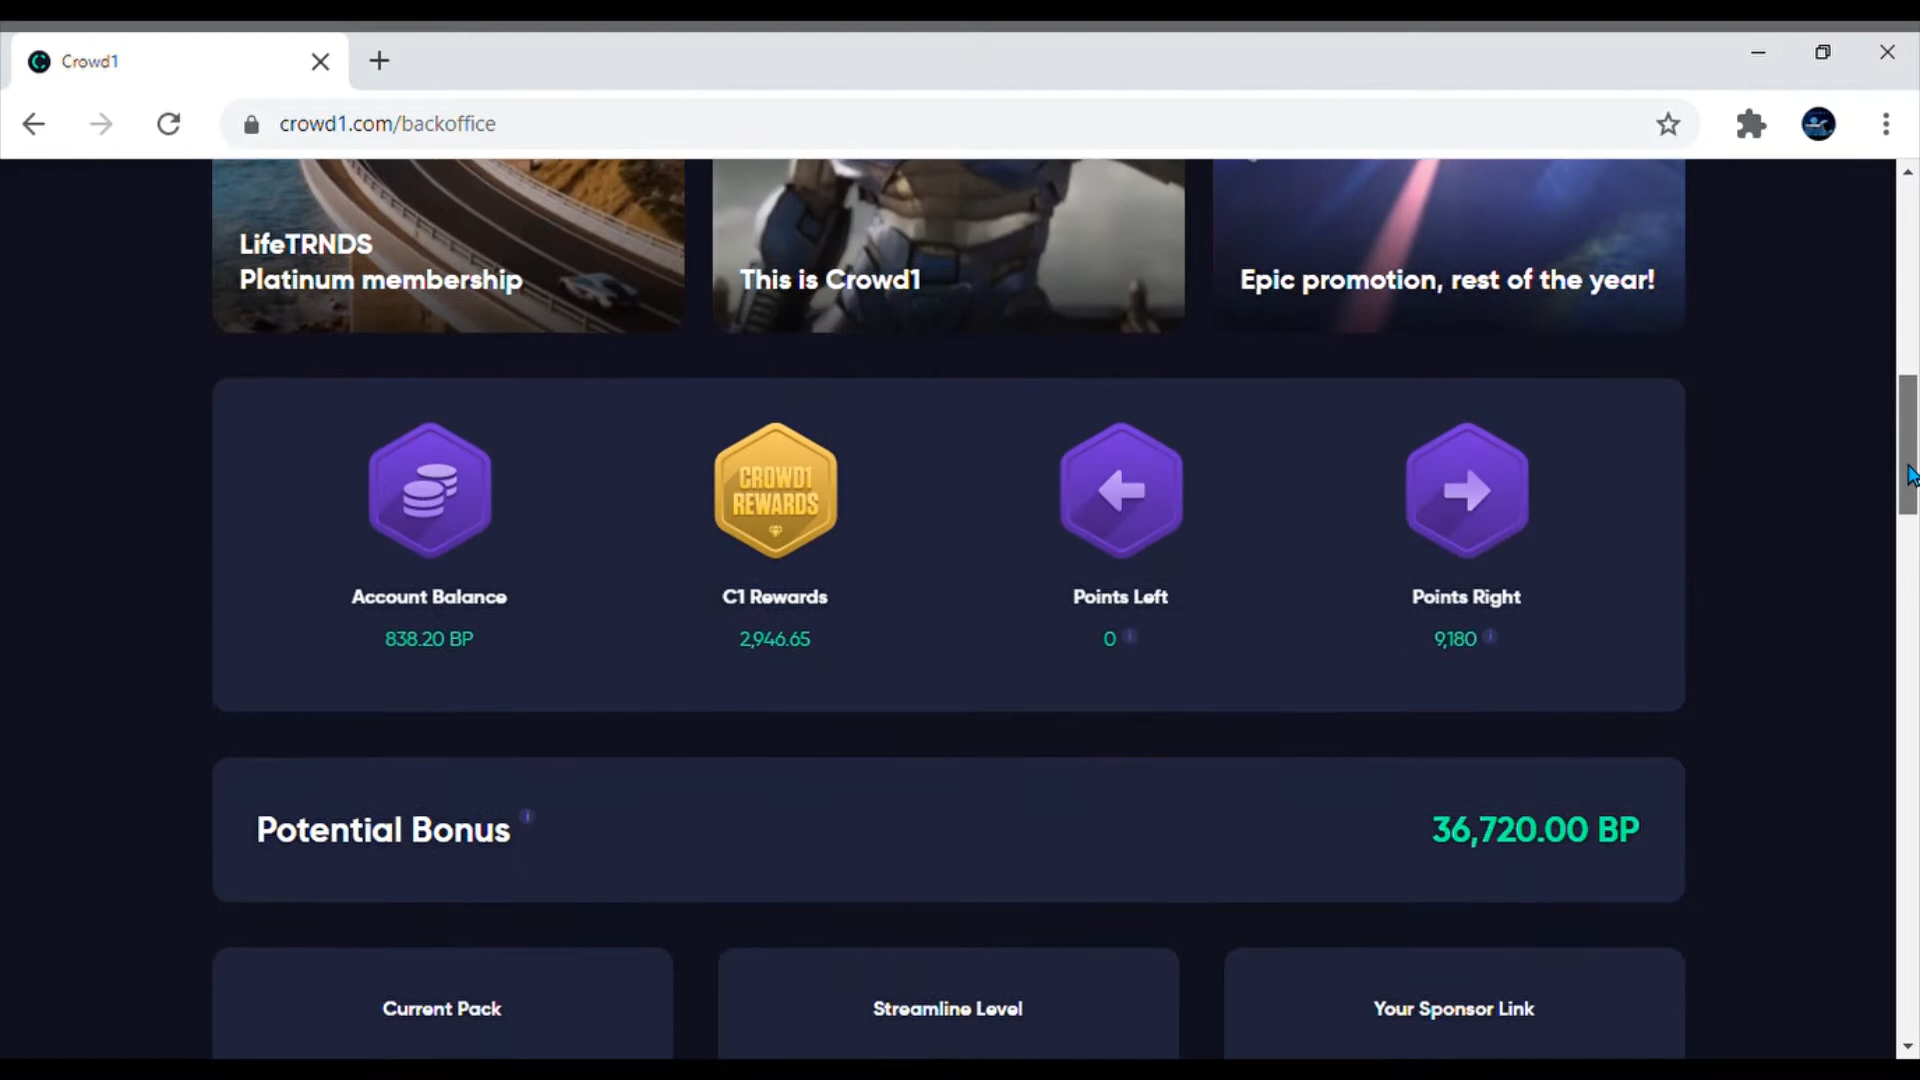 Crowd1
crowd1.com/backoffice
LifeTRNDS
Platinum membership
This is Crowd1
Epic promotion, rest of the year!
CROWD1
REWARDS
Account Balance
838.20 BP
C1 Rewards
2,946.65
Points Left
0
Points Right
9,180
Potential Bonus
36,720.00 BP
Current Pack
Streamline Level
Your Sponsor Link